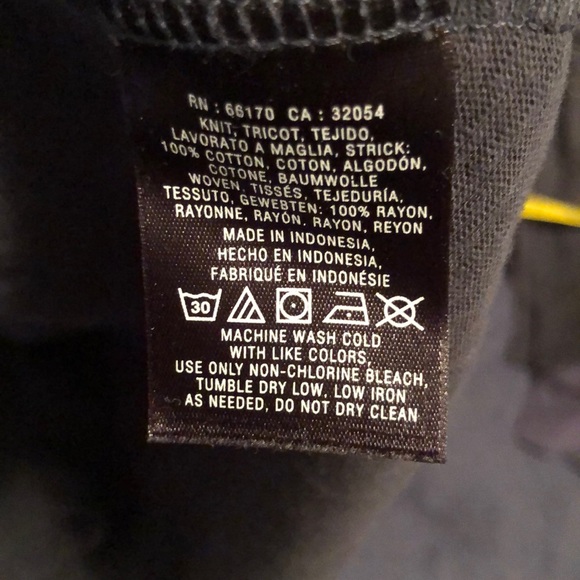 RN : 66170 CA : 32054
KNIT, TRICOT, TEJIDO,
LAVORATO A MAGLIA, STRICK:
100% COTTON, COTON, ALGODÓN,
COTONE, BAUMWOLLE
WOVEN, TISSÉS, TEJEDURÍA,
TESSUTO, GEWEBTEN: 100% RAYON,
RAYONNE, RAYÓN, RAYON, REYON
MADE IN INDONESIA,
HECHO EN INDONESIA,
FABRIQUÉ EN INDONÉSIE
30
MACHINE WASH COLD
WITH LIKE COLORS,
USE ONLY NON-CHLORINE BLEACH,
TUMBLE DRY LOW, LOW IRON
AS NEEDED, DO NOT DRY CLEAN